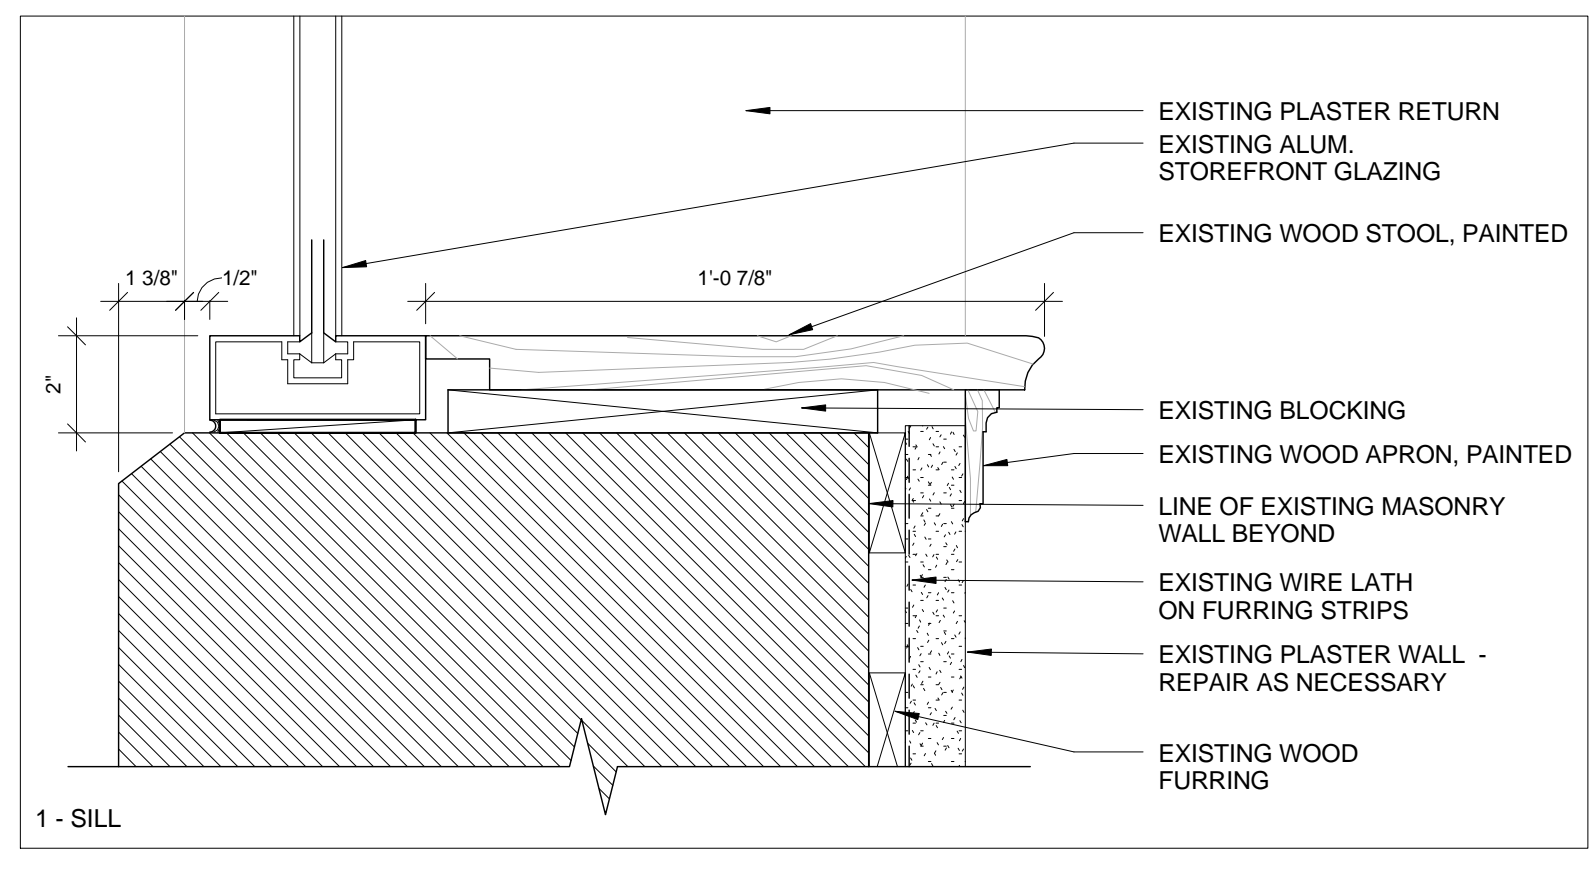 EXISTING PLASTER RETURN
EXISTING ALUM.
STOREFRONT GLAZING
EXISTING WOOD STOOL, PAINTED
1 3/8"
1/2"
1'-0 7/8"
2"
EXISTING BLOCKING
EXISTING WOOD APRON, PAINTED
LINE OF EXISTING MASONRY
WALL BEYOND
EXISTING WIRE LATH
ON FURRING STRIPS
EXISTING PLASTER WALL -
REPAIR AS NECESSARY
EXISTING WOOD
FURRING
1 - SILL